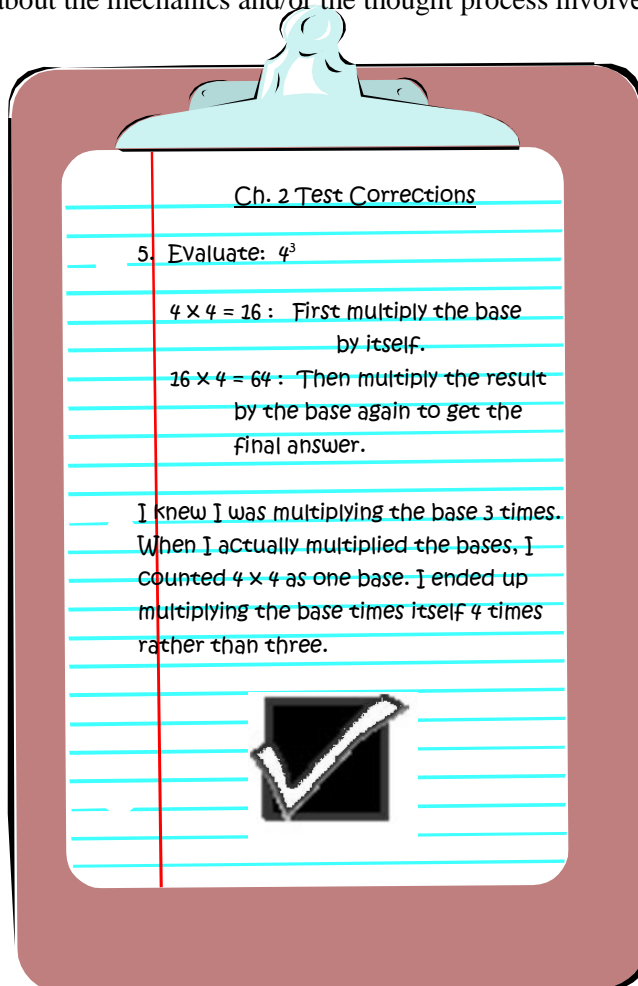 about the mechanics and/or the thought process involve
Ch. 2 Test Corrections
5. Evaluate: 4³
4 x 4 = 16 : First multiply the base
by itself.
16 x 4 = 64 : Then multiply the result
by the base again to get the
final answer.
I knew I was multiplying the base 3 times.
When I actually multiplied the bases, I
counted 4 x 4 as one base. I ended up
multiplying the base times itself 4 times
rather than three.